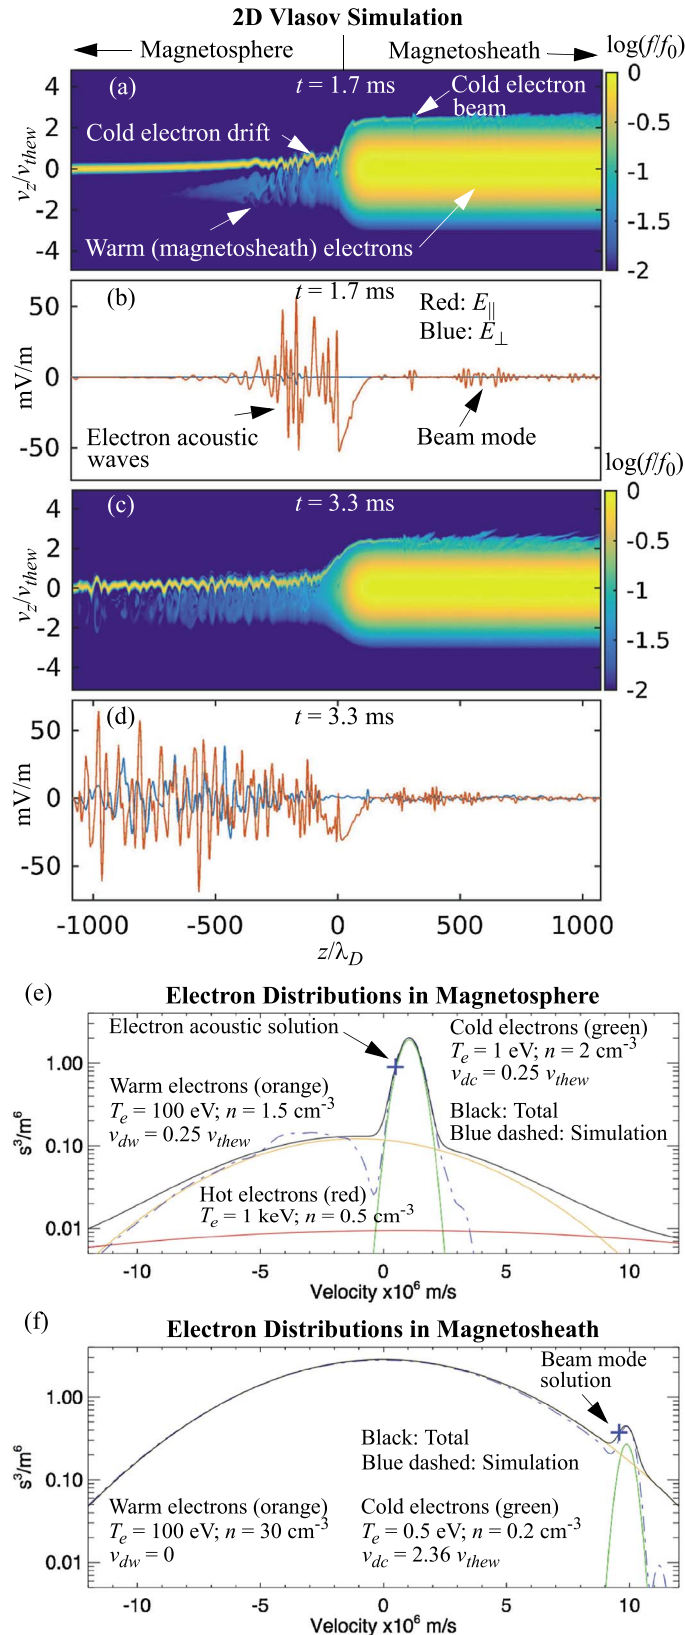 2D Vlasov Simulation
Magnetosphere
Magnetosheath
log(f/f0)
(a)
t = 1.7 ms
Cold electron
beam
Cold electron drift
Warm (magnetosheath) electrons
vz/vthew
4
2
0
-2
-4
0
-0.5
-1
-1.5
-2
(b)
t = 1.7 ms
Red: E∥
Blue: E⊥
mV/m
50
0
-50
Electron acoustic
waves
Beam mode
log(f/f0)
(c)
t = 3.3 ms
vz/vthew
4
2
0
-2
-4
0
-0.5
-1
-1.5
-2
(d)
t = 3.3 ms
mV/m
50
0
-50
-1000 -500 0 500 1000
z/λD
(e)
Electron Distributions in Magnetosphere
Electron acoustic solution
Cold electrons (green)
Te = 1 eV; n = 2 cm-3
vdc = 0.25 vthew
Warm electrons (orange)
Te = 100 eV; n = 1.5 cm-3
vdw = 0.25 vthew
Black: Total
Blue dashed: Simulation
Hot electrons (red)
Te = 1 keV; n = 0.5 cm-3
s3/m6
1.00
0.10
0.01
-10 -5 0 5 10
Velocity x10^6 m/s
(f)
Electron Distributions in Magnetosheath
Beam mode
solution
Black: Total
Blue dashed: Simulation
Warm electrons (orange)
Te = 100 eV; n = 30 cm-3
vdw = 0
Cold electrons (green)
Te = 0.5 eV; n = 0.2 cm-3
vdc = 2.36 vthew
s3/m6
1.00
0.10
0.01
-10 -5 0 5 10
Velocity x10^6 m/s